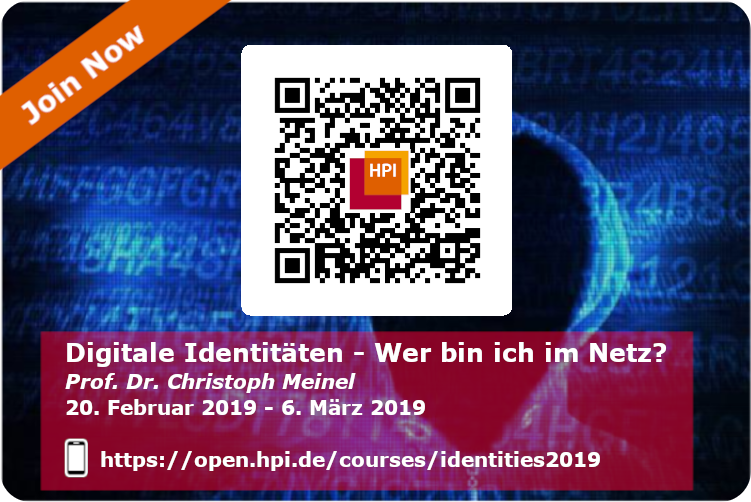 Join Now
HPI
Digitale Identitäten - Wer bin ich im Netz?
Prof. Dr. Christoph Meinel
20. Februar 2019 - 6. März 2019
https://open.hpi.de/courses/identities2019